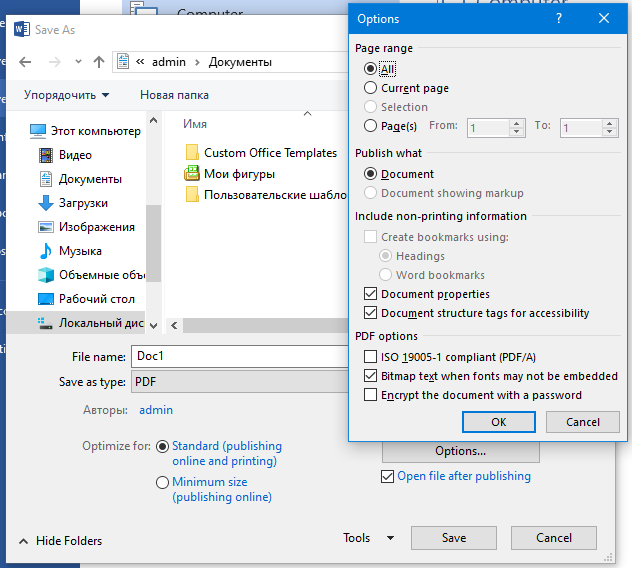 Computer
Computer
Save As
« admin › Документы
Упорядочить
Новая папка
Этот компьютер
Видео
Документы
Загрузки
Изображения
Музыка
Объемные объ
Рабочий стол
Локальный дис
Имя
Custom Office Templates
Мои фигуры
Пользовательские шабло
File name: Doc1
Save as type: PDF
Авторы: admin
Optimize for:
Standard (publishing
online and printing)
Minimum size
(publishing online)
Options...
Open file after publishing
Hide Folders
Tools
Save
Cancel
Options
?
Page range
All
Current page
Selection
Page(s) From: 1 To: 1
Publish what
Document
Document showing markup
Include non-printing information
Create bookmarks using:
Headings
Word bookmarks
Document properties
Document structure tags for accessibility
PDF options
ISO 19005-1 compliant (PDF/A)
Bitmap text when fonts may not be embedded
Encrypt the document with a password
OK
Cancel